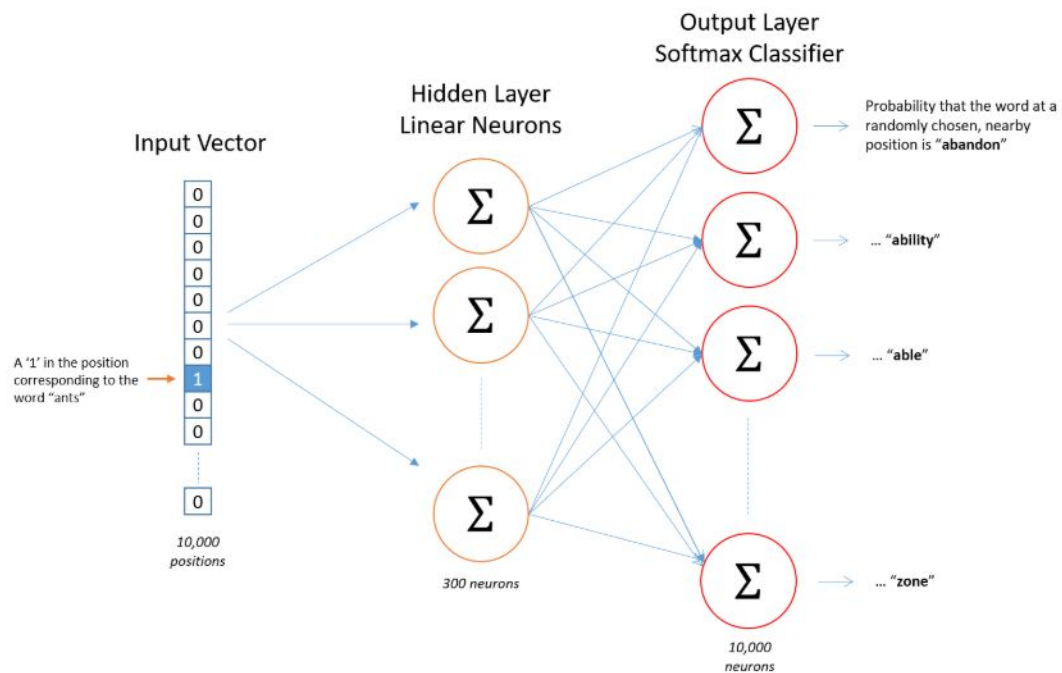 Output Layer
Softmax Classifier
Hidden Layer
Linear Neurons
Input Vector
0
0
0
0
0
0
0
1
0
0
0
A ‘1’ in the position
corresponding to the
word “ants”
10,000
positions
Σ
Σ
Σ
300 neurons
Σ
Σ
Σ
Σ
10,000
neurons
Probability that the word at a
randomly chosen, nearby
position is “abandon”
... “ability”
... “able”
... “zone”